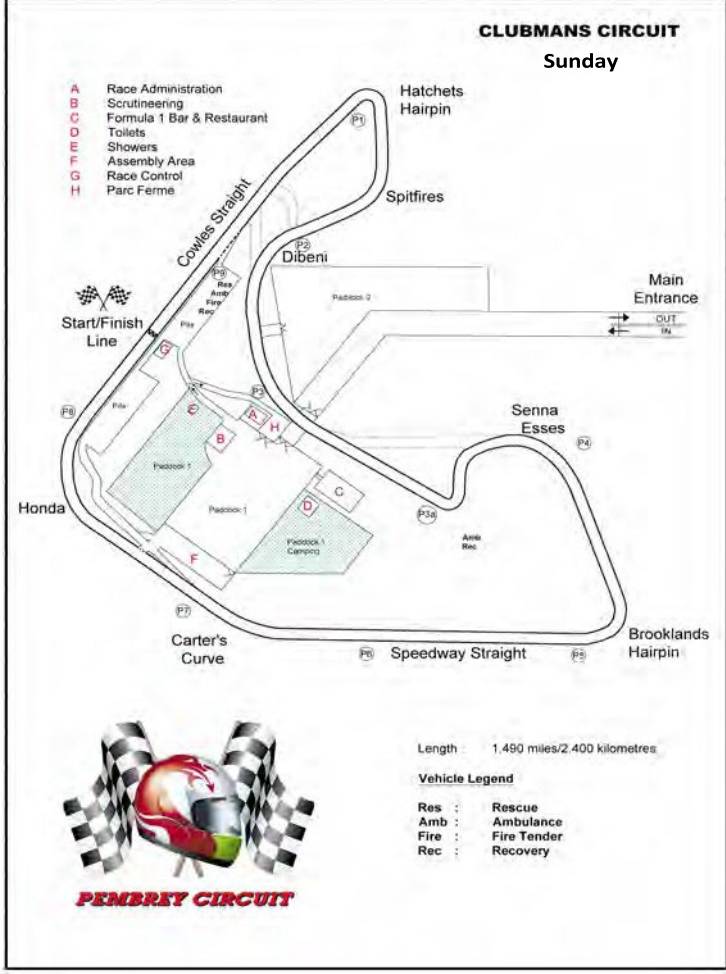 CLUBMANS CIRCUIT
Sunday
A Race Administration
B Scrutineering
C Formula 1 Bar & Restaurant
D Toilets
E Showers
F Assembly Area
G Race Control
H Parc Ferme
Hatchets
Hairpin
P1
Spitfires
Cowles Straight
P2
Dibeni
P9
Res
Amb
Fire
Rec
Paddock 2
Main
Entrance
OUT
IN
Start/Finish
Line
Pits
G
P3
P8
Pits
A
H
B
Senna
Esses
P4
Paddock 1
C
D
Paddock 1
P3a
Honda
Amb
Rec
Paddock 1
Camping
F
P7
Carter's
Curve
P6
Speedway Straight
P5
Brooklands
Hairpin
Length : 1.490 miles/2.400 kilometres
Vehicle Legend
Res : Rescue
Amb : Ambulance
Fire : Fire Tender
Rec : Recovery
PEMBREY CIRCUIT